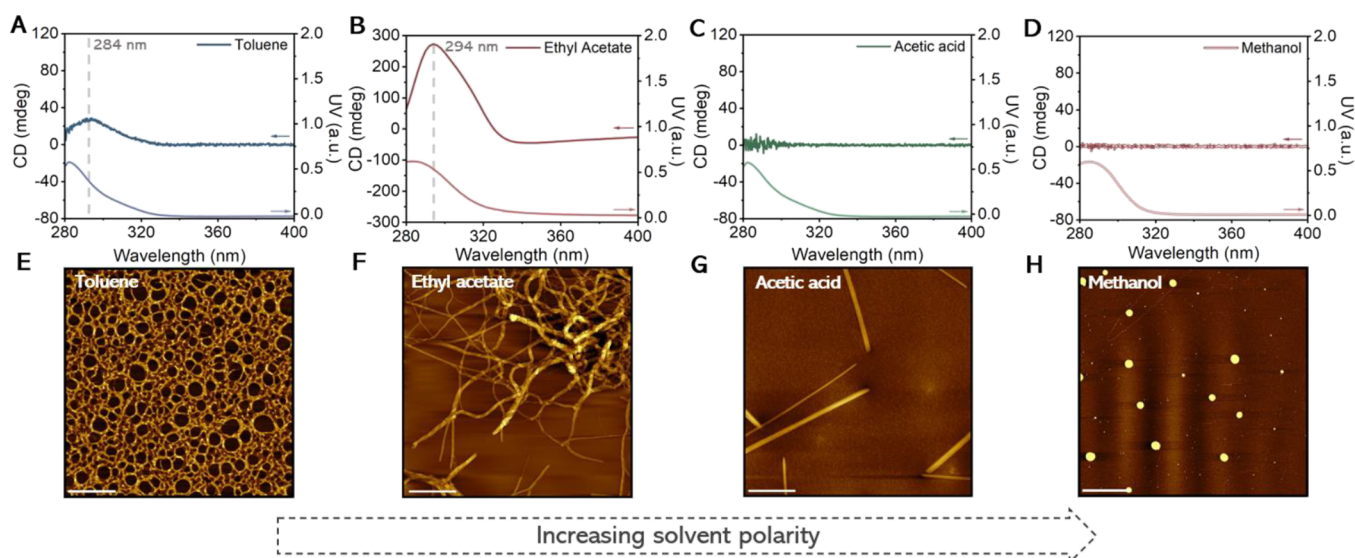 A
B
C
D
284 nm
Toluene
294 nm
Ethyl Acetate
Acetic acid
Methanol
CD (mdeg)
120
80
40
0
-40
-80
UV (a.u.)
2.0
1.5
1.0
0.5
0.0
280 320 360 400
Wavelength (nm)
CD (mdeg)
300
200
100
0
-100
-200
-300
UV (a.u.)
2.0
1.5
1.0
0.5
0.0
280 320 360 400
Wavelength (nm)
CD (mdeg)
120
80
40
0
-40
-80
UV (a.u.)
2.0
1.5
1.0
0.5
0.0
280 320 360 400
Wavelength (nm)
CD (mdeg)
120
80
40
0
-40
-80
UV (a.u.)
2.0
1.5
1.0
0.5
0.0
280 320 360 400
Wavelength (nm)
E
Toluene
F
Ethyl acetate
G
Acetic acid
H
Methanol
Increasing solvent polarity